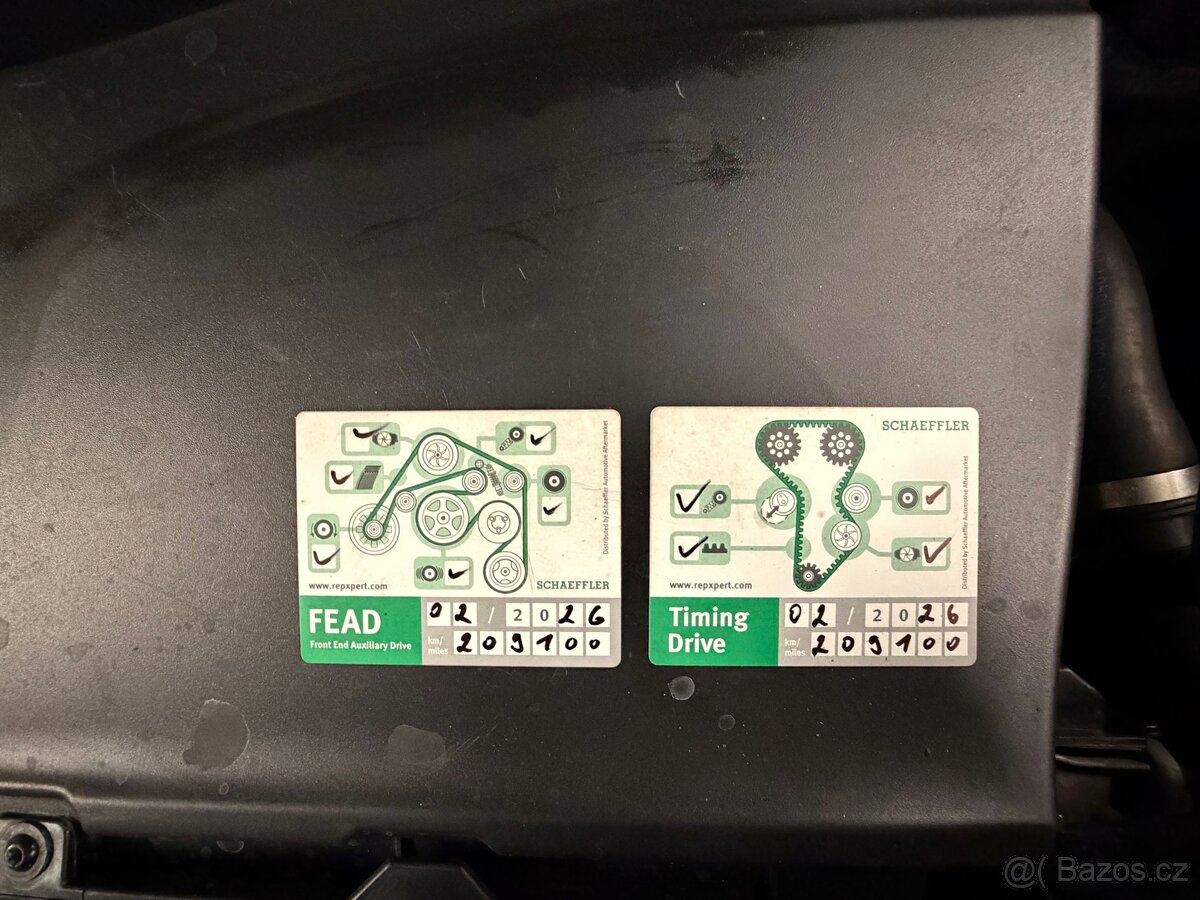 www.repxpert.com
SCHAEFFLER
Distributed by Schaeffler Automotive Aftermarket
FEAD
Front End Auxiliary Drive
02 / 2026
km/
miles
209100
SCHAEFFLER
Distributed by Schaeffler Automotive Aftermarket
www.repxpert.com
Timing
Drive
02 / 2026
km/
miles
209100
@( Bazos.cz